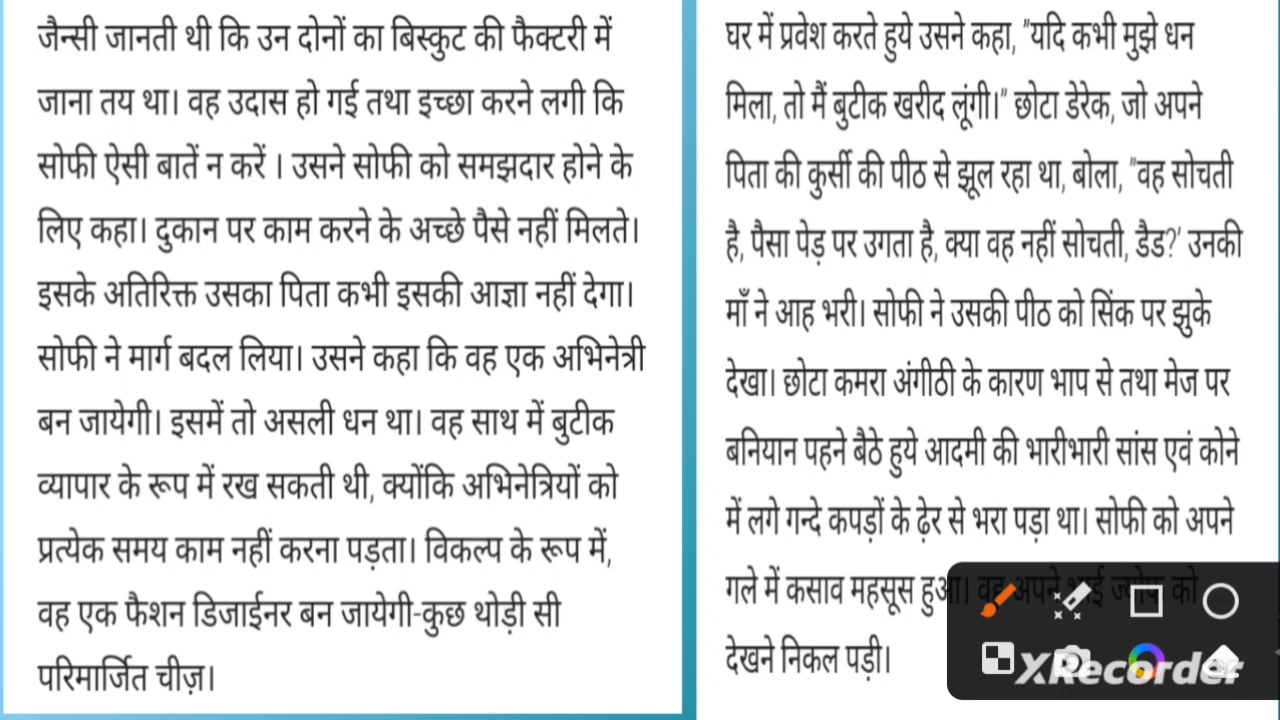 जैन्सी जानती थी कि उन दोनों का बिस्कुट की फैक्टरी में
जाना तय था। वह उदास हो गई तथा इच्छा करने लगी कि
सोफी ऐसी बातें न करें । उसने सोफी को समझदार होने के
लिए कहा। दुकान पर काम करने के अच्छे पैसे नहीं मिलते।
इसके अतिरिक्त उसका पिता कभी इसकी आज्ञा नहीं देगा।
सोफी ने मार्ग बदल लिया। उसने कहा कि वह एक अभिनेत्री
बन जायेगी। इसमें तो असली धन था। वह साथ में बुटीक
व्यापार के रूप में रख सकती थी, क्योंकि अभिनेत्रियों को
प्रत्येक समय काम नहीं करना पड़ता। विकल्प के रूप में,
वह एक फैशन डिजाईनर बन जायेगी-कुछ थोड़ी सी
परिमार्जित चीज़।
घर में प्रवेश करते हुये उसने कहा, "यदि कभी मुझे धन
मिला, तो मैं बुटीक खरीद लूंगी।" छोटा डेरेक, जो अपने
पिता की कुर्सी की पीठ से झूल रहा था, बोला, "वह सोचती
है, पैसा पेड़ पर उगता है, क्या वह नहीं सोचती, डैड?' उनकी
माँ ने आह भरी। सोफी ने उसकी पीठ को सिंक पर झुके
देखा। छोटा कमरा अंगीठी के कारण भाप से तथा मेज पर
बनियान पहने बैठे हुये आदमी की भारीभारी सांस एवं कोने
में लगे गन्दे कपड़ों के ढ़ेर से भरा पड़ा था। सोफी को अपने
गले में कसाव महसूस हुआ। वह अपने भाई ज्योफ को
देखने निकल पड़ी।
XRecorder